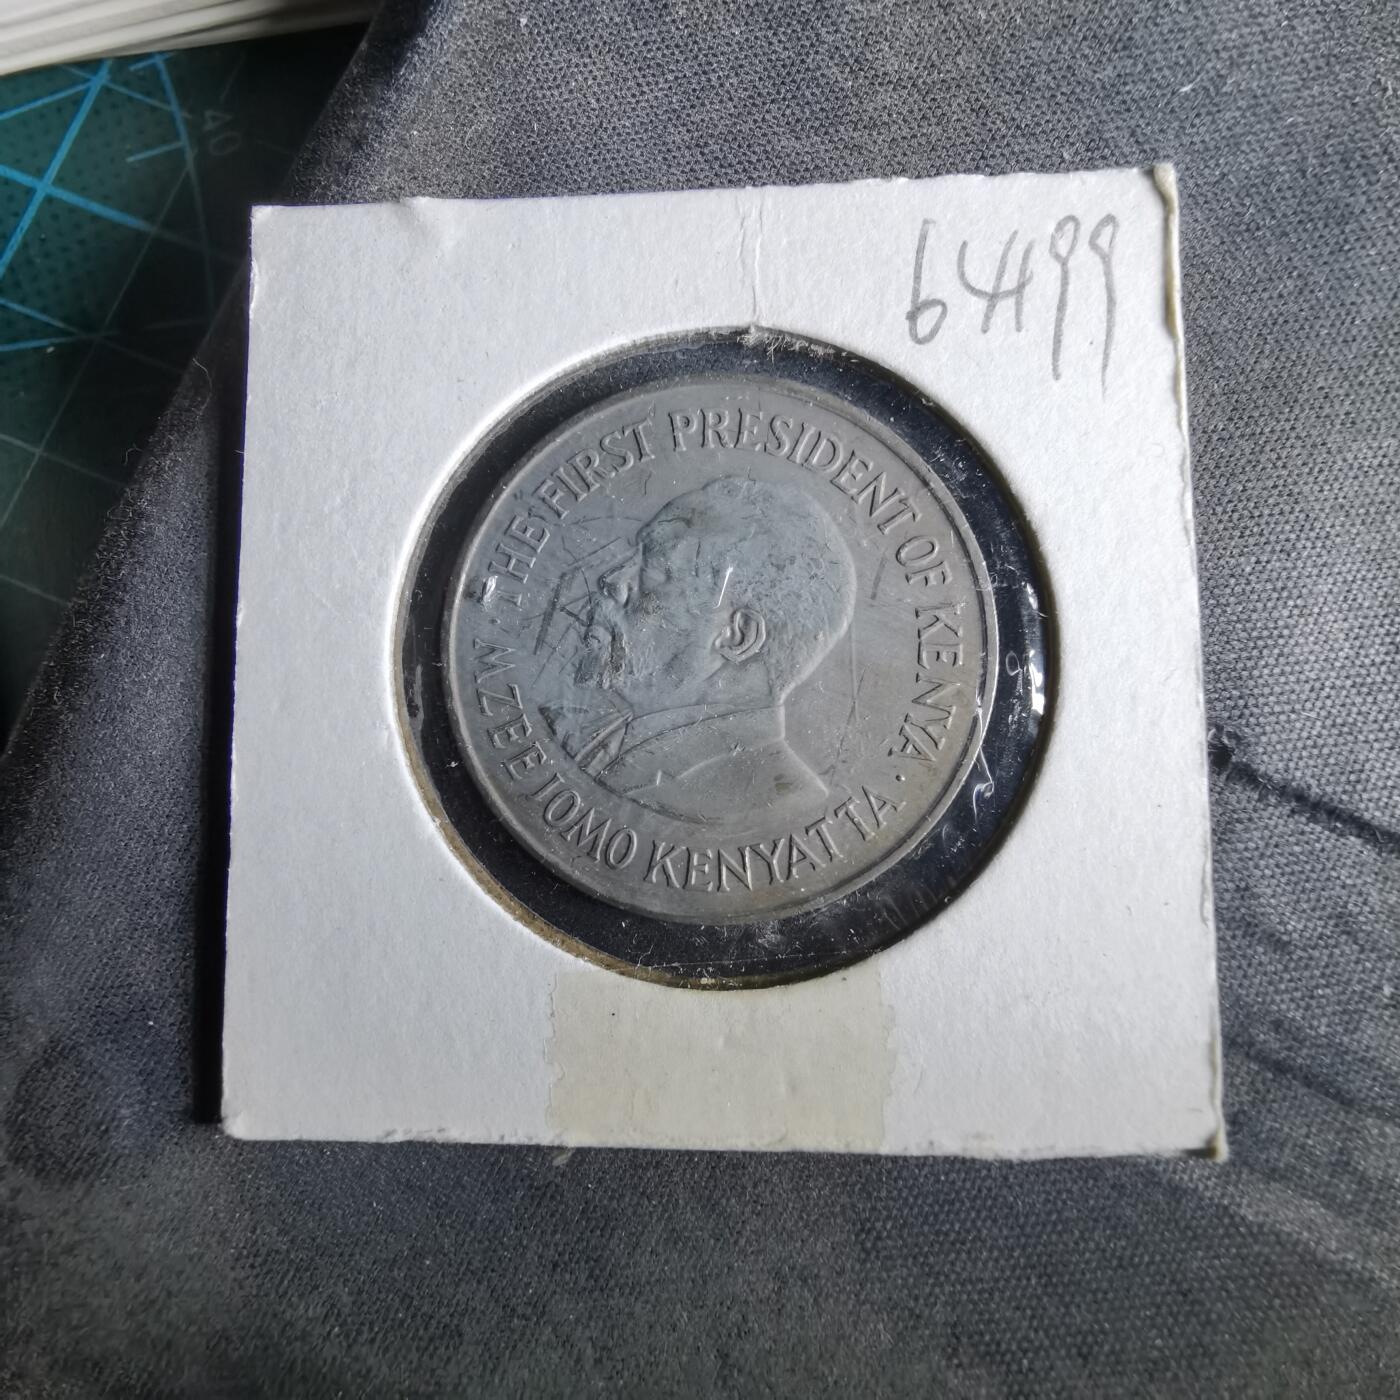 6499
THE FIRST PRESIDENT OF KENYA · MZEE JOMO KENYATTA ·
40